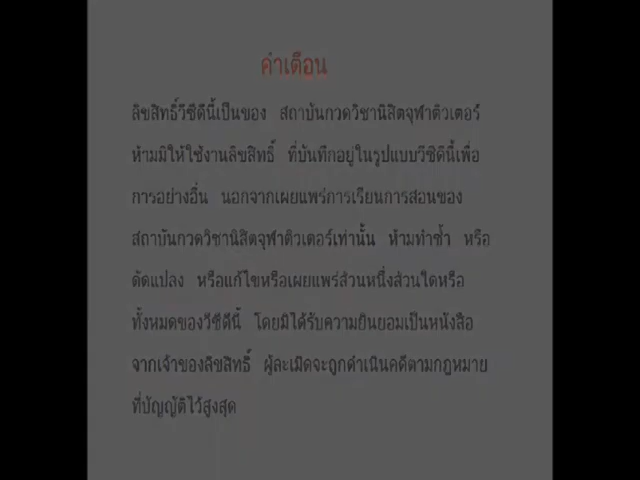 คำเตือน
ลิขสิทธิ์วีซีดีนี้เป็นของ สถาบันกวดวิชานิสิตจุฬาติวเตอร์
ห้ามมิให้ใช้งานลิขสิทธิ์ ที่บันทึกอยู่ในรูปแบบวีซีดีนี้เพื่อ
การอย่างอื่น นอกจากเผยแพร่การเรียนการสอนของ
สถาบันกวดวิชานิสิตจุฬาติวเตอร์เท่านั้น ห้ามทำซ้ำ หรือ
ดัดแปลง หรือแก้ไขหรือเผยแพร่ส่วนหนึ่งส่วนใดหรือ
ทั้งหมดของวีซีดีนี้ โดยมิได้รับความยินยอมเป็นหนังสือ
จากเจ้าของลิขสิทธิ์ ผู้ละเมิดจะถูกดำเนินคดีตามกฎหมาย
ที่บัญญัติไว้สูงสุด